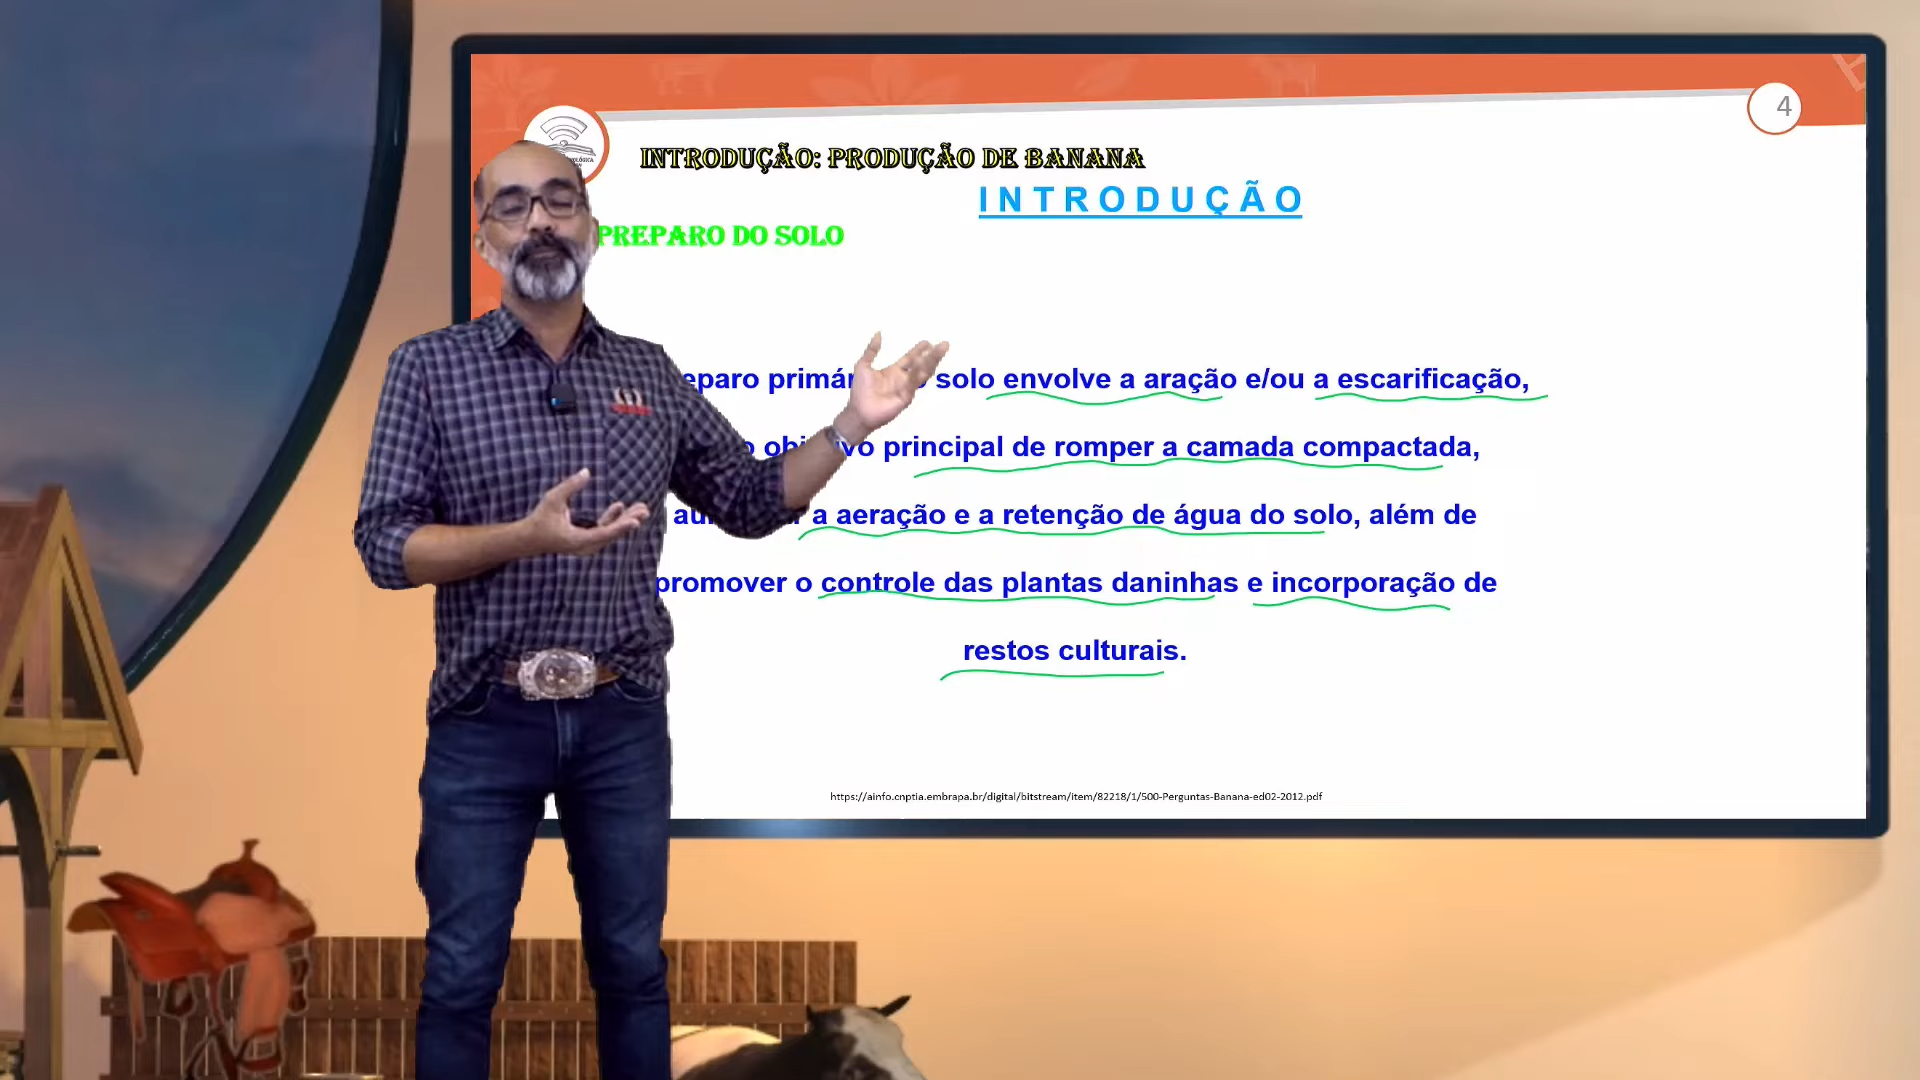 4
INTRODUÇÃO: PRODUÇÃO DE BANANA
INTRODUÇÃO
PREPARO DO SOLO
solo envolve a aração e/ou a escarificação,
principal de romper a camada compactada,
a aeração e a retenção de água do solo, além de
promover o controle das plantas daninhas e incorporação de
restos culturais.
https://ainfo.cnptia.embrapa.br/digital/bitstream/item/82218/1/500-Perguntas-Banana-ed02-2012.pdf